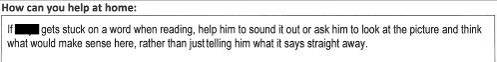 How can you help at home:
If gets stuck on a word when reading, help him to sound it out or ask him to look at the picture and think
what would make sense here, rather than just telling him what it says straight away.